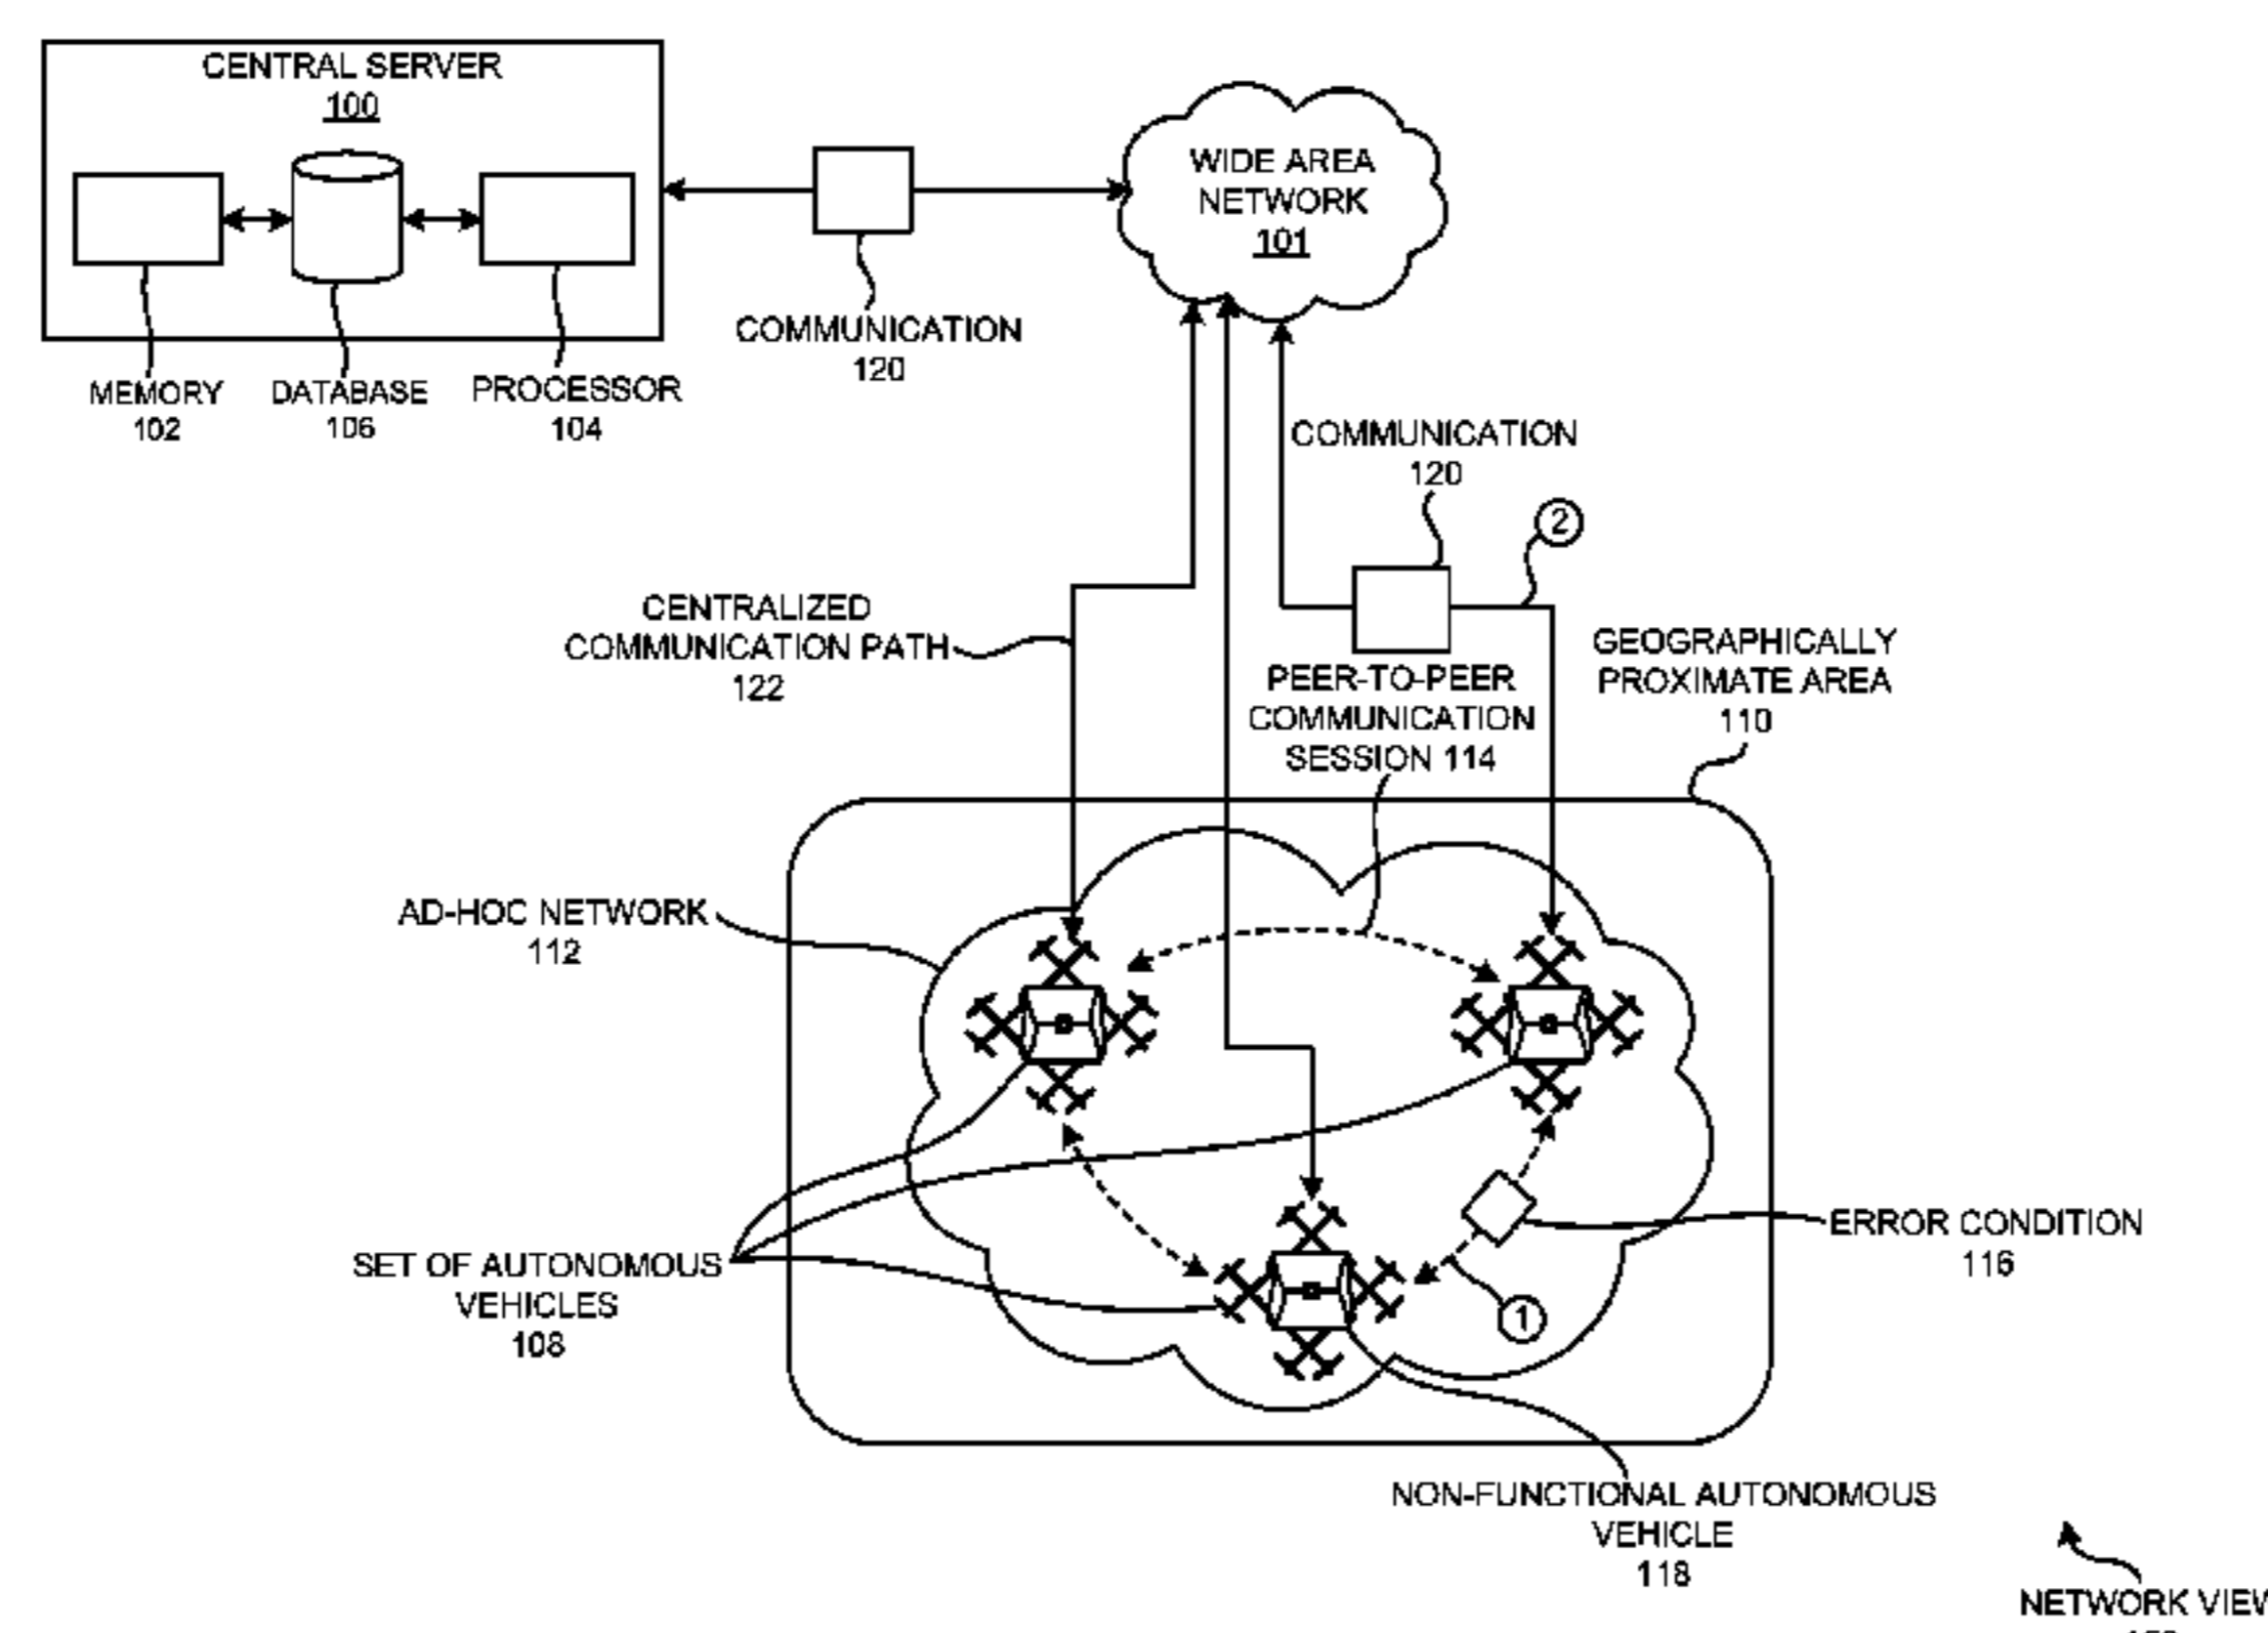 CENTRAL SERVER
100
MEMORY
102
DATABASE
106
PROCESSOR
104
COMMUNICATION
120
WIDE AREA
NETWORK
101
COMMUNICATION
120
2
CENTRALIZED
COMMUNICATION PATH
122
PEER-TO-PEER
COMMUNICATION
SESSION 114
GEOGRAPHICALLY
PROXIMATE AREA
110
AD-HOC NETWORK
112
SET OF AUTONOMOUS
VEHICLES
108
ERROR CONDITION
116
1
NON-FUNCTIONAL AUTONOMOUS
VEHICLE
118
NETWORK VIEW